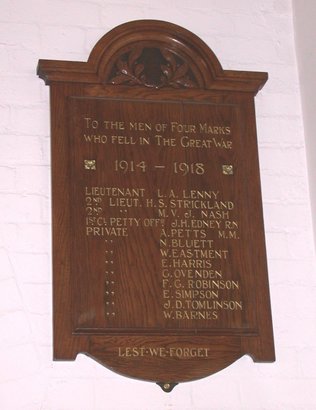 TO THE MEN OF FOUR MARKS
WHO FELL IN THE GREAT WAR
1914 – 1918
LIEUTENANT L. A. LENNY
2ND LIEUT. H. S. STRICKLAND
2ND " M. V. J. NASH
1ST CL: PETTY OFFR J. H. EDNEY R.N.
PRIVATE A. PETTS M.M.
" N. BLUETT
" W. EASTMENT
" E. HARRIS
" G. OVENDEN
" F. G. ROBINSON
" E. SIMPSON
" J. D. TOMLINSON
" W. BARNES
LEST·WE·FORGET